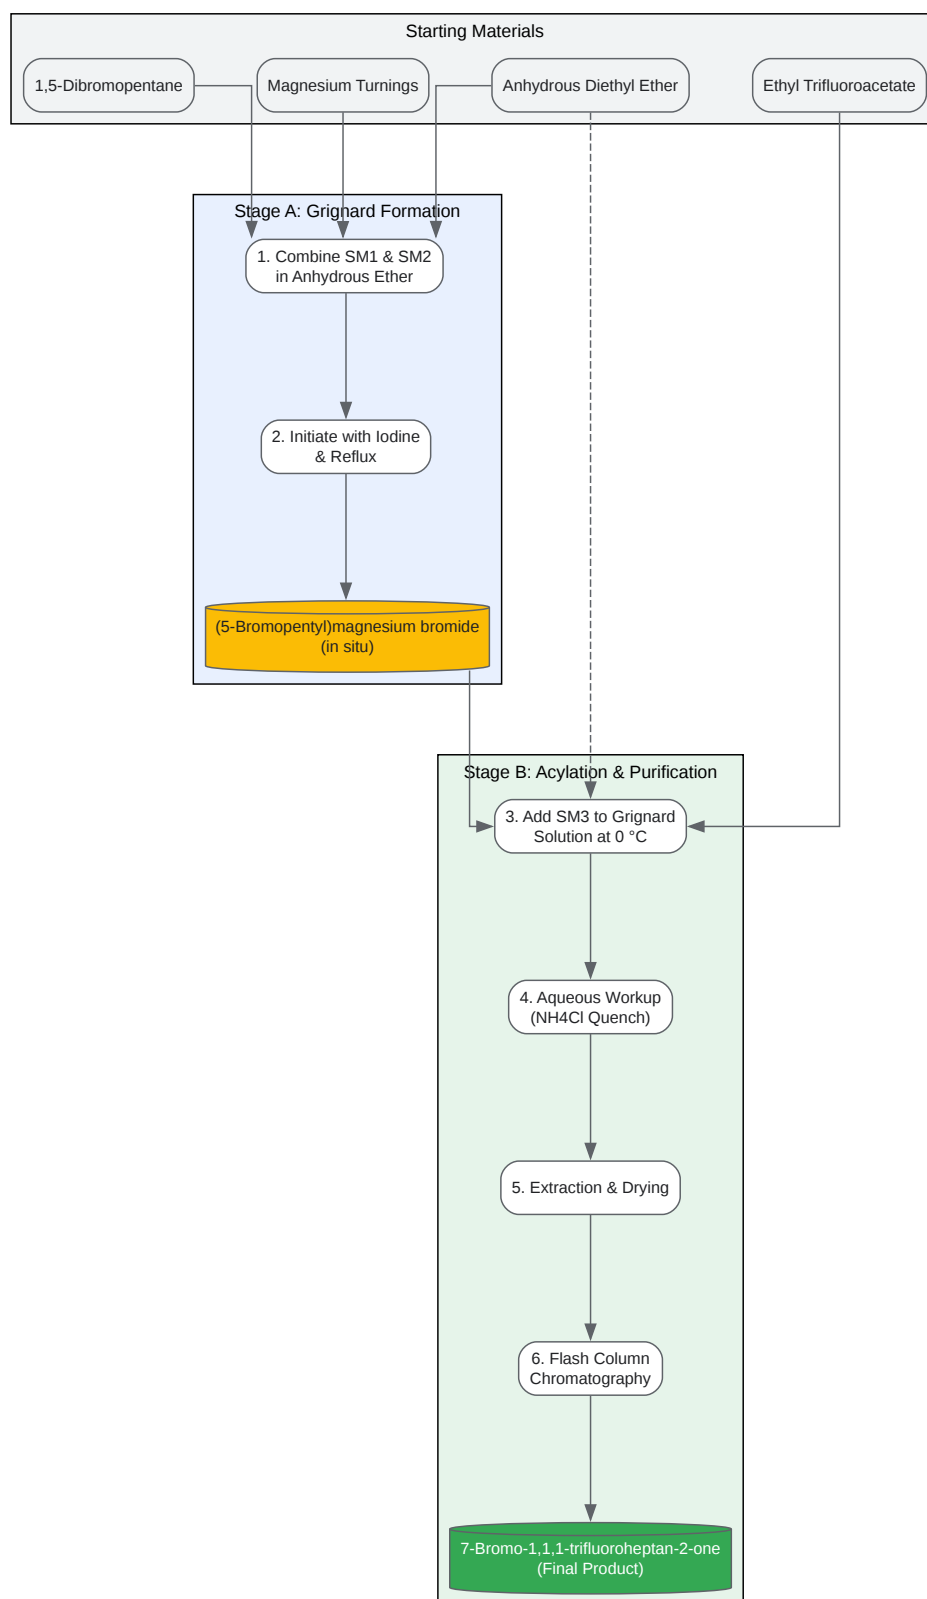 Starting Materials
1,5-Dibromopentane
Magnesium Turnings
Anhydrous Diethyl Ether
Ethyl Trifluoroacetate
Stage A: Grignard Formation
1. Combine SM1 & SM2
in Anhydrous Ether
2. Initiate with Iodine
& Reflux
(5-Bromopentyl)magnesium bromide
(in situ)
Stage B: Acylation & Purification
3. Add SM3 to Grignard
Solution at 0 °C
4. Aqueous Workup
(NH4Cl Quench)
5. Extraction & Drying
6. Flash Column
Chromatography
7-Bromo-1,1,1-trifluoroheptan-2-one
(Final Product)